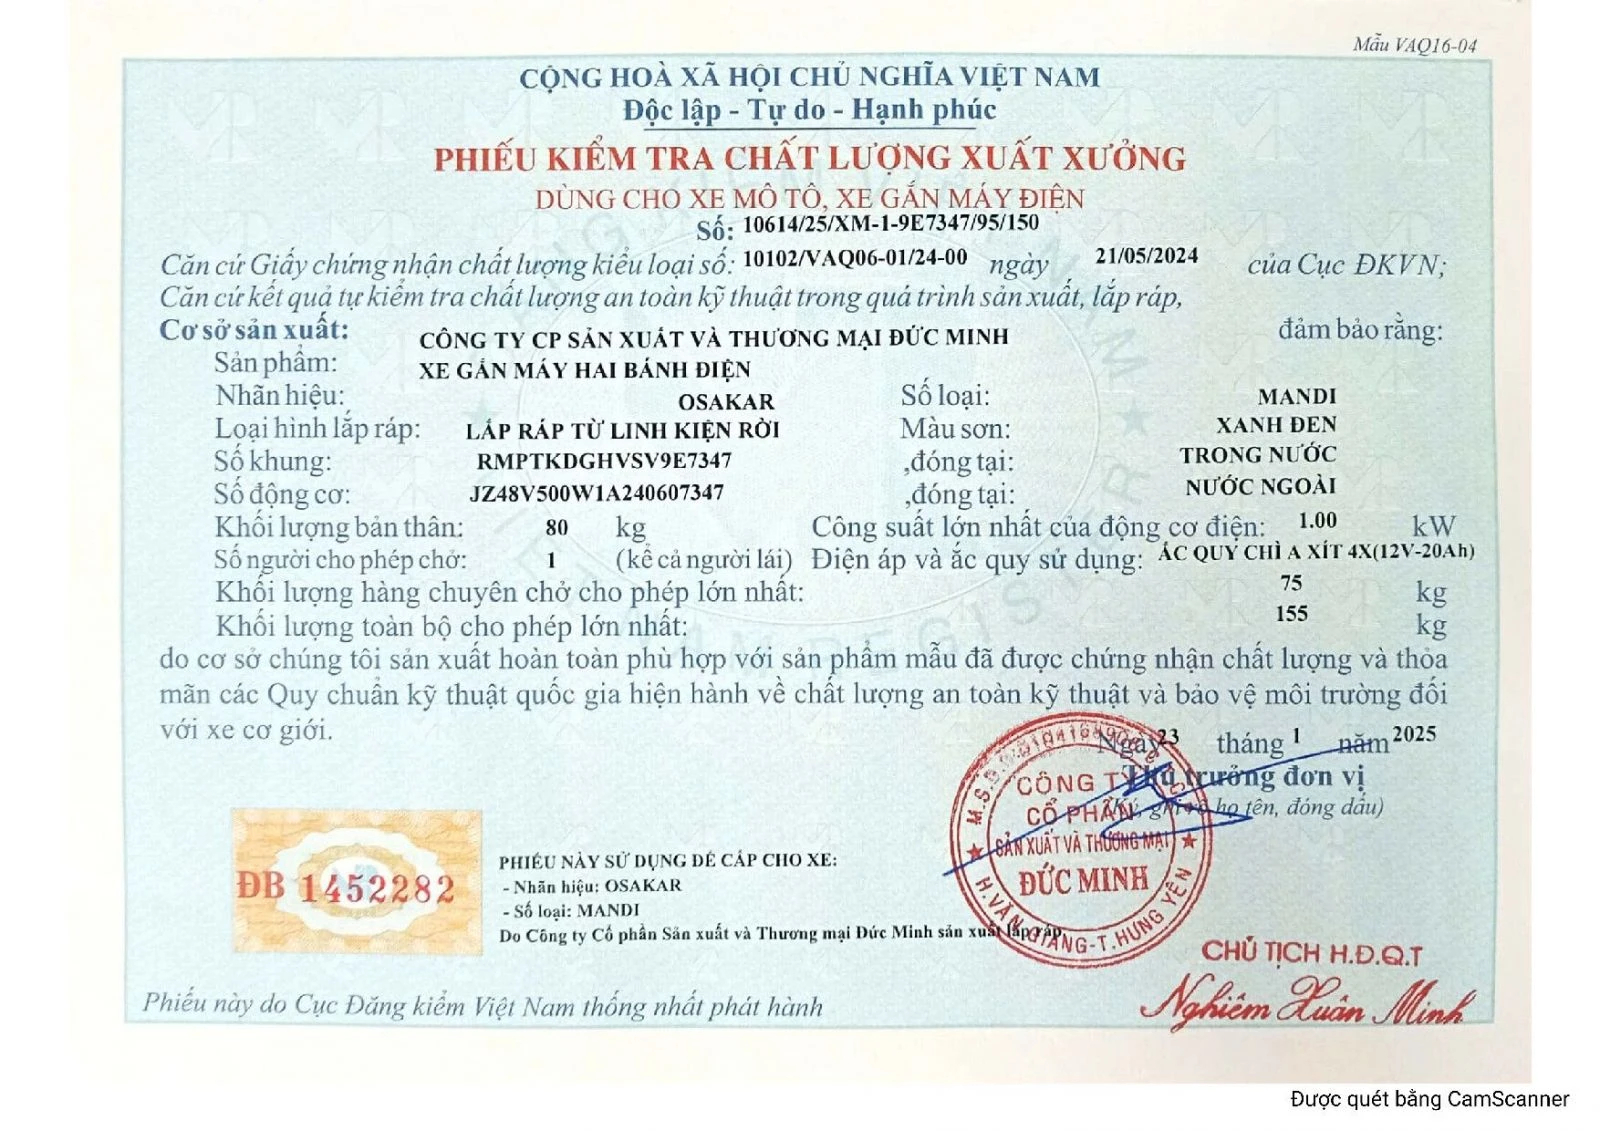 Mẫu VAQ16-04
CỘNG HOÀ XÃ HỘI CHỦ NGHĨA VIỆT NAM
Độc lập - Tự do - Hạnh phúc
PHIẾU KIỂM TRA CHẤT LƯỢNG XUẤT XƯỞNG
DÙNG CHO XE MÔ TÔ, XE GẮN MÁY ĐIỆN
Số: 10614/25/XM-1-9E7347/95/150
Căn cứ Giấy chứng nhận chất lượng kiểu loại số: 10102/VAQ06-01/24-00 ngày 21/05/2024 của Cục ĐKVN;
Căn cứ kết quả tự kiểm tra chất lượng an toàn kỹ thuật trong quá trình sản xuất, lắp ráp,
Cơ sở sản xuất: CÔNG TY CP SẢN XUẤT VÀ THƯƠNG MẠI ĐỨC MINH đảm bảo rằng:
Sản phẩm: XE GẮN MÁY HAI BÁNH ĐIỆN
Nhãn hiệu: OSAKAR Số loại: MANDI
Loại hình lắp ráp: LẮP RÁP TỪ LINH KIỆN RỜI Màu sơn: XANH ĐEN
Số khung: RMPTKDGHVSV9E7347 ,đóng tại: TRONG NƯỚC
Số động cơ: JZ48V500W1A240607347 ,đóng tại: NƯỚC NGOÀI
Khối lượng bản thân: 80 kg Công suất lớn nhất của động cơ điện: 1.00 kW
Số người cho phép chở: 1 (kể cả người lái) Điện áp và ắc quy sử dụng: ẮC QUY CHÌ A XÍT 4X(12V-20Ah)
Khối lượng hàng chuyên chở cho phép lớn nhất: 75 kg
Khối lượng toàn bộ cho phép lớn nhất: 155 kg
do cơ sở chúng tôi sản xuất hoàn toàn phù hợp với sản phẩm mẫu đã được chứng nhận chất lượng và thỏa
mãn các Quy chuẩn kỹ thuật quốc gia hiện hành về chất lượng an toàn kỹ thuật và bảo vệ môi trường đối
với xe cơ giới.
Ngày 23 tháng 1 năm 2025
Thủ trưởng đơn vị
(Ký, ghi rõ họ tên, đóng dấu)
CÔNG TY
CỔ PHẦN
SẢN XUẤT VÀ THƯƠNG MẠI
ĐỨC MINH
H.VĂN GIANG-T.HƯNG YÊN
ĐB 1452282
PHIẾU NÀY SỬ DỤNG ĐỂ CẤP CHO XE:
- Nhãn hiệu: OSAKAR
- Số loại: MANDI
Do Công ty Cổ phần Sản xuất và Thương mại Đức Minh sản xuất lắp ráp.
CHỦ TỊCH H.Đ.Q.T
Nghiêm Xuân Minh
Phiếu này do Cục Đăng kiểm Việt Nam thống nhất phát hành
Được quét bằng CamScanner